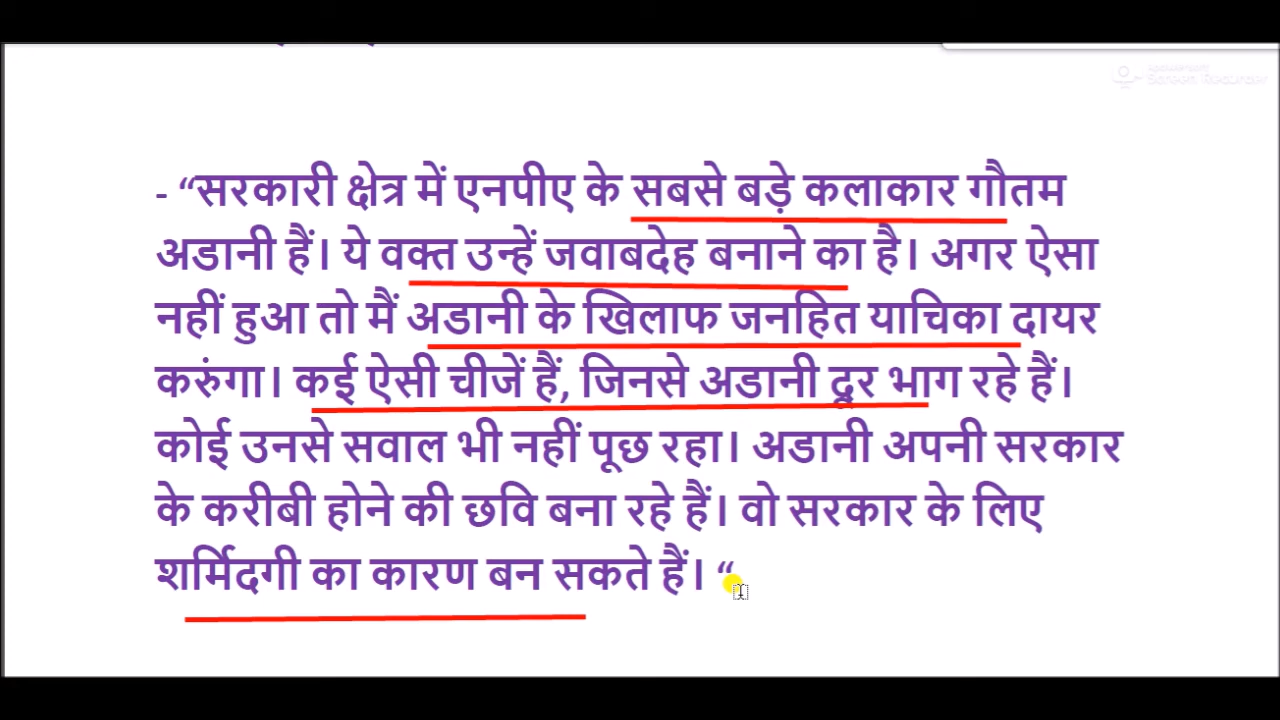 - “सरकारी क्षेत्र में एनपीए के सबसे बड़े कलाकार गौतम
अडानी हैं। ये वक्त उन्हें जवाबदेह बनाने का है। अगर ऐसा
नहीं हुआ तो मैं अडानी के खिलाफ जनहित याचिका दायर
करुंगा। कई ऐसी चीजें हैं, जिनसे अडानी दूर भाग रहे हैं।
कोई उनसे सवाल भी नहीं पूछ रहा। अडानी अपनी सरकार
के करीबी होने की छवि बना रहे हैं। वो सरकार के लिए
शर्मिदगी का कारण बन सकते हैं। “